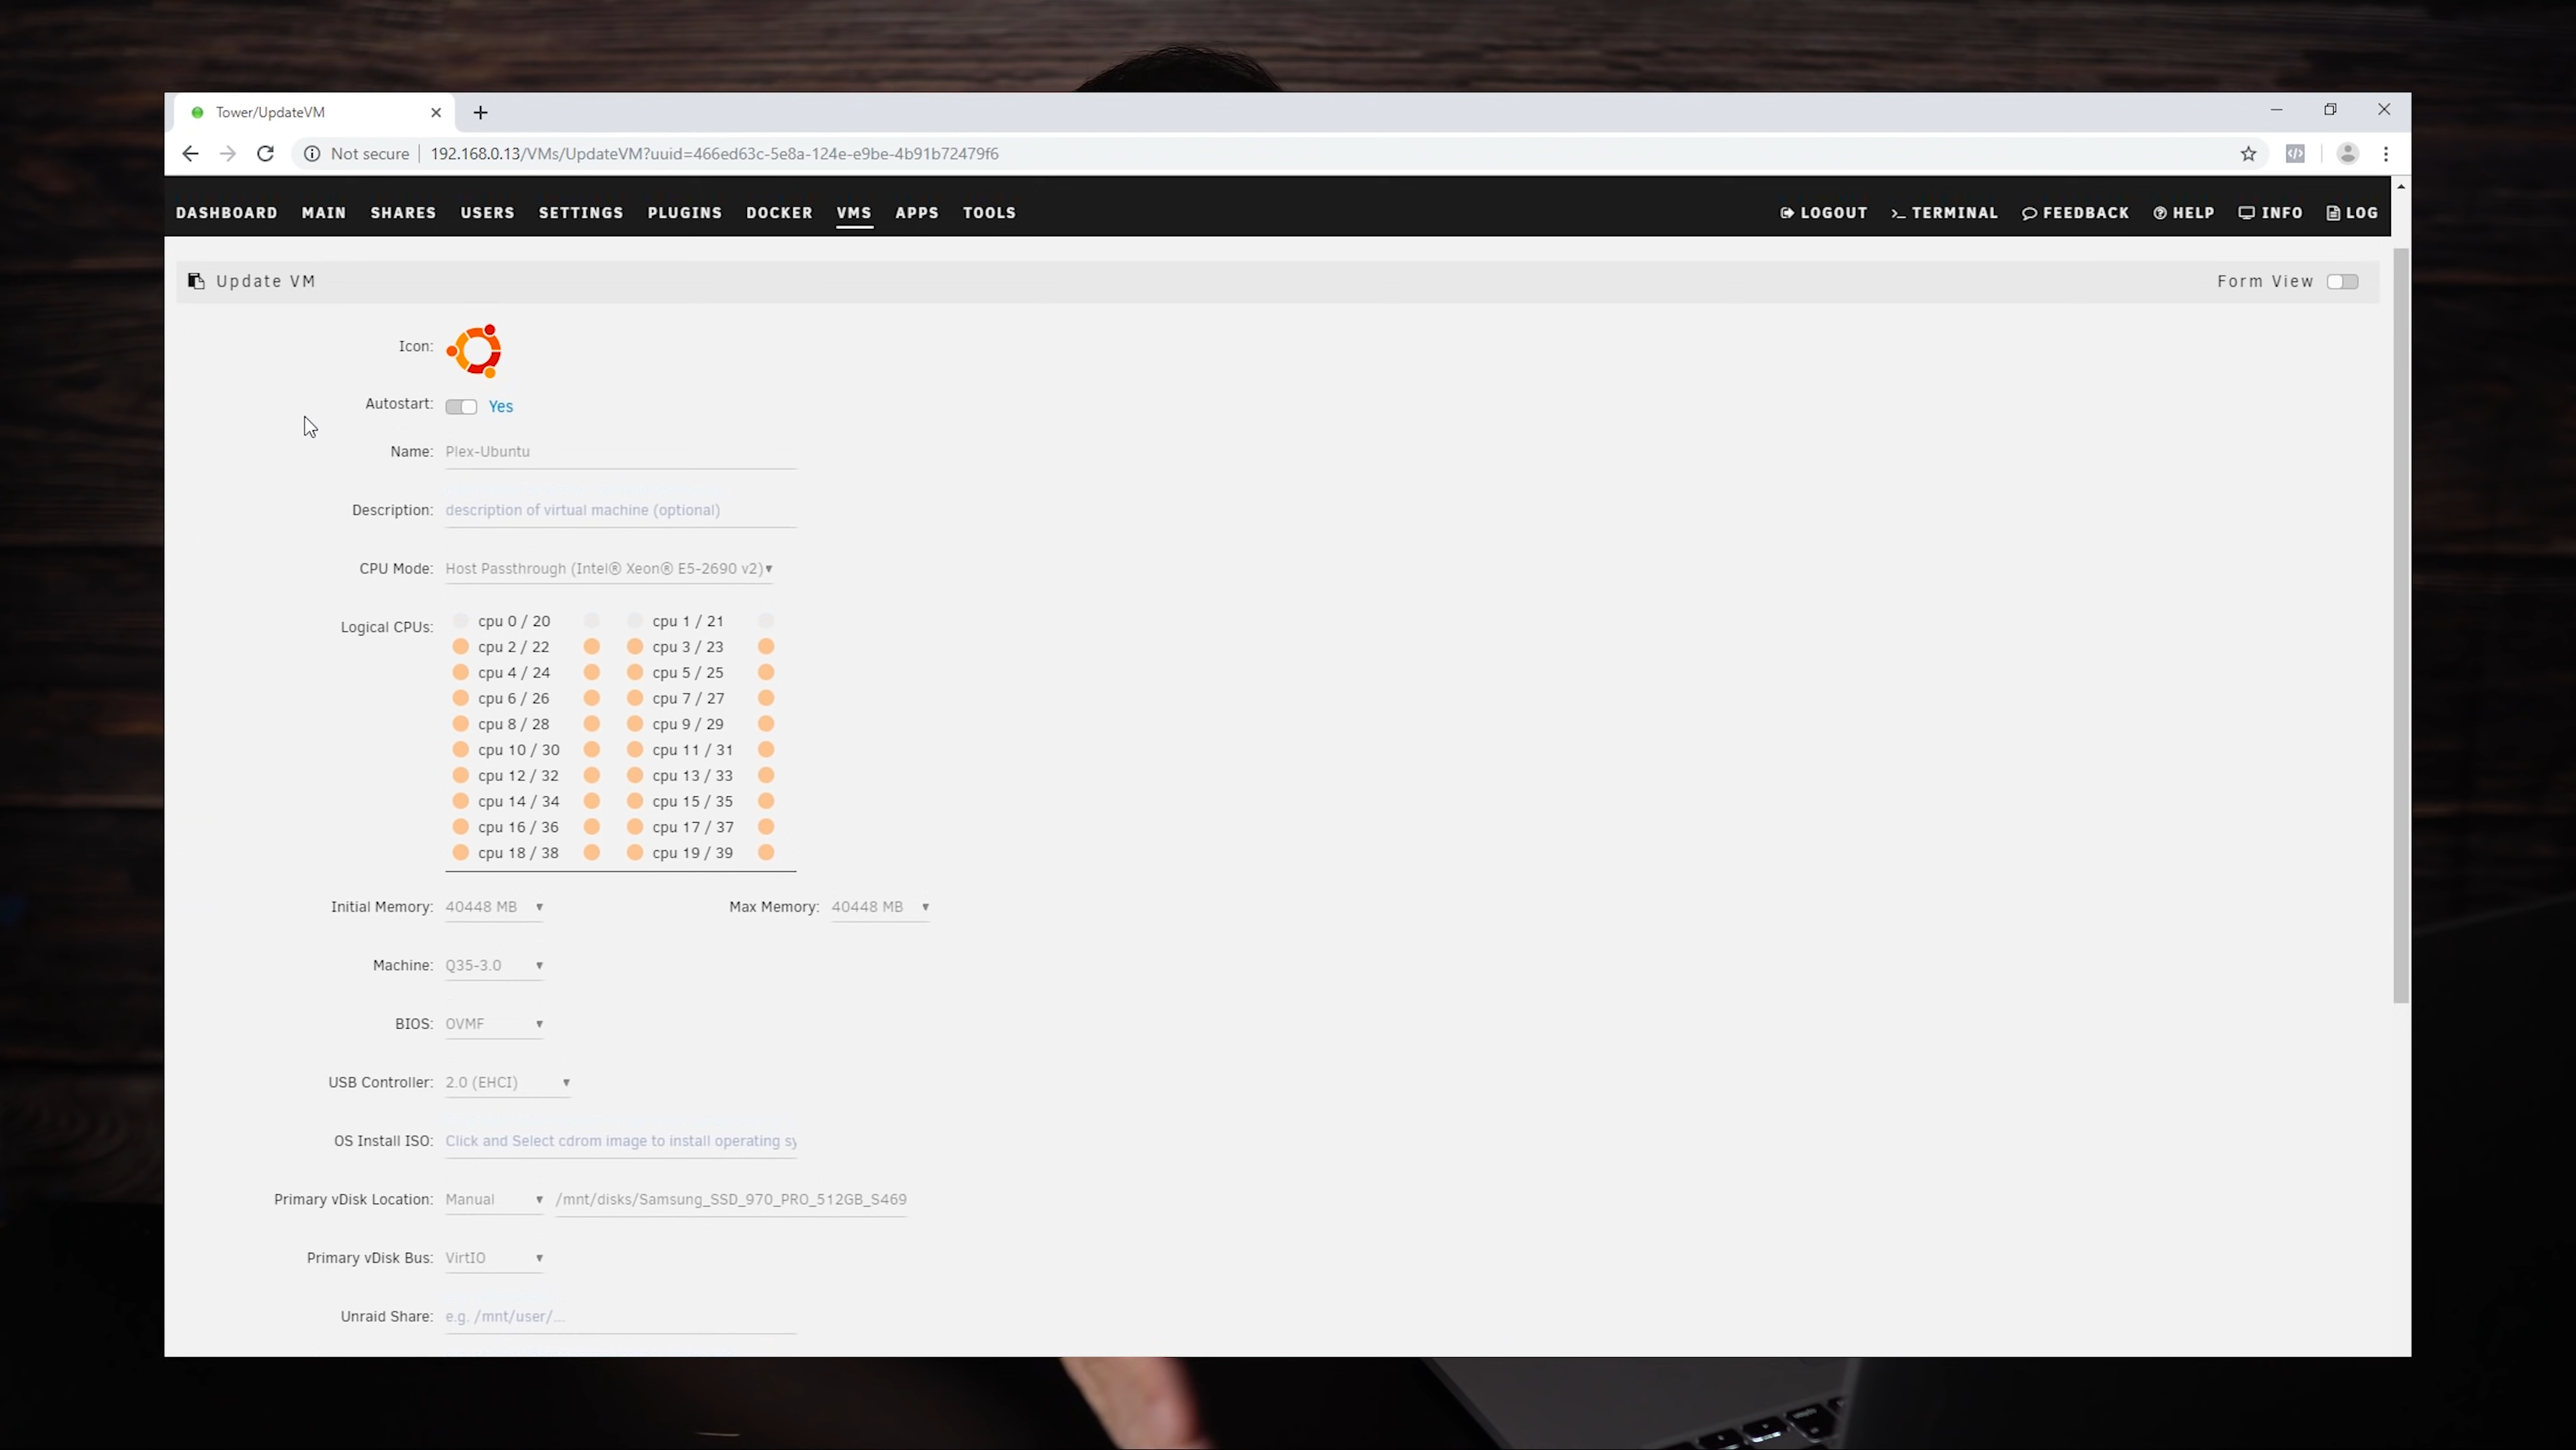 Tower/UpdateVM
Not secure 192.168.0.13/VMs/UpdateVM?uuid=466ed63c-5e8a-124e-e9be-4b91b72479f6
DASHBOARD MAIN SHARES USERS SETTINGS PLUGINS DOCKER VMS APPS TOOLS LOGOUT TERMINAL FEEDBACK HELP INFO LOG
Update VM Form View
Icon:
Autostart: Yes
Name: Plex-Ubuntu
Description: description of virtual machine (optional)
CPU Mode: Host Passthrough (Intel® Xeon® E5-2690 v2)
Logical CPUs: cpu 0 / 20 cpu 1 / 21
cpu 2 / 22 cpu 3 / 23
cpu 4 / 24 cpu 5 / 25
cpu 6 / 26 cpu 7 / 27
cpu 8 / 28 cpu 9 / 29
cpu 10 / 30 cpu 11 / 31
cpu 12 / 32 cpu 13 / 33
cpu 14 / 34 cpu 15 / 35
cpu 16 / 36 cpu 17 / 37
cpu 18 / 38 cpu 19 / 39
Initial Memory: 40448 MB Max Memory: 40448 MB
Machine: Q35-3.0
BIOS: OVMF
USB Controller: 2.0 (EHCI)
OS Install ISO: Click and Select cdrom image to install operating sy
Primary vDisk Location: Manual /mnt/disks/Samsung_SSD_970_PRO_512GB_S469
Primary vDisk Bus: VirtIO
Unraid Share: e.g. /mnt/user/...